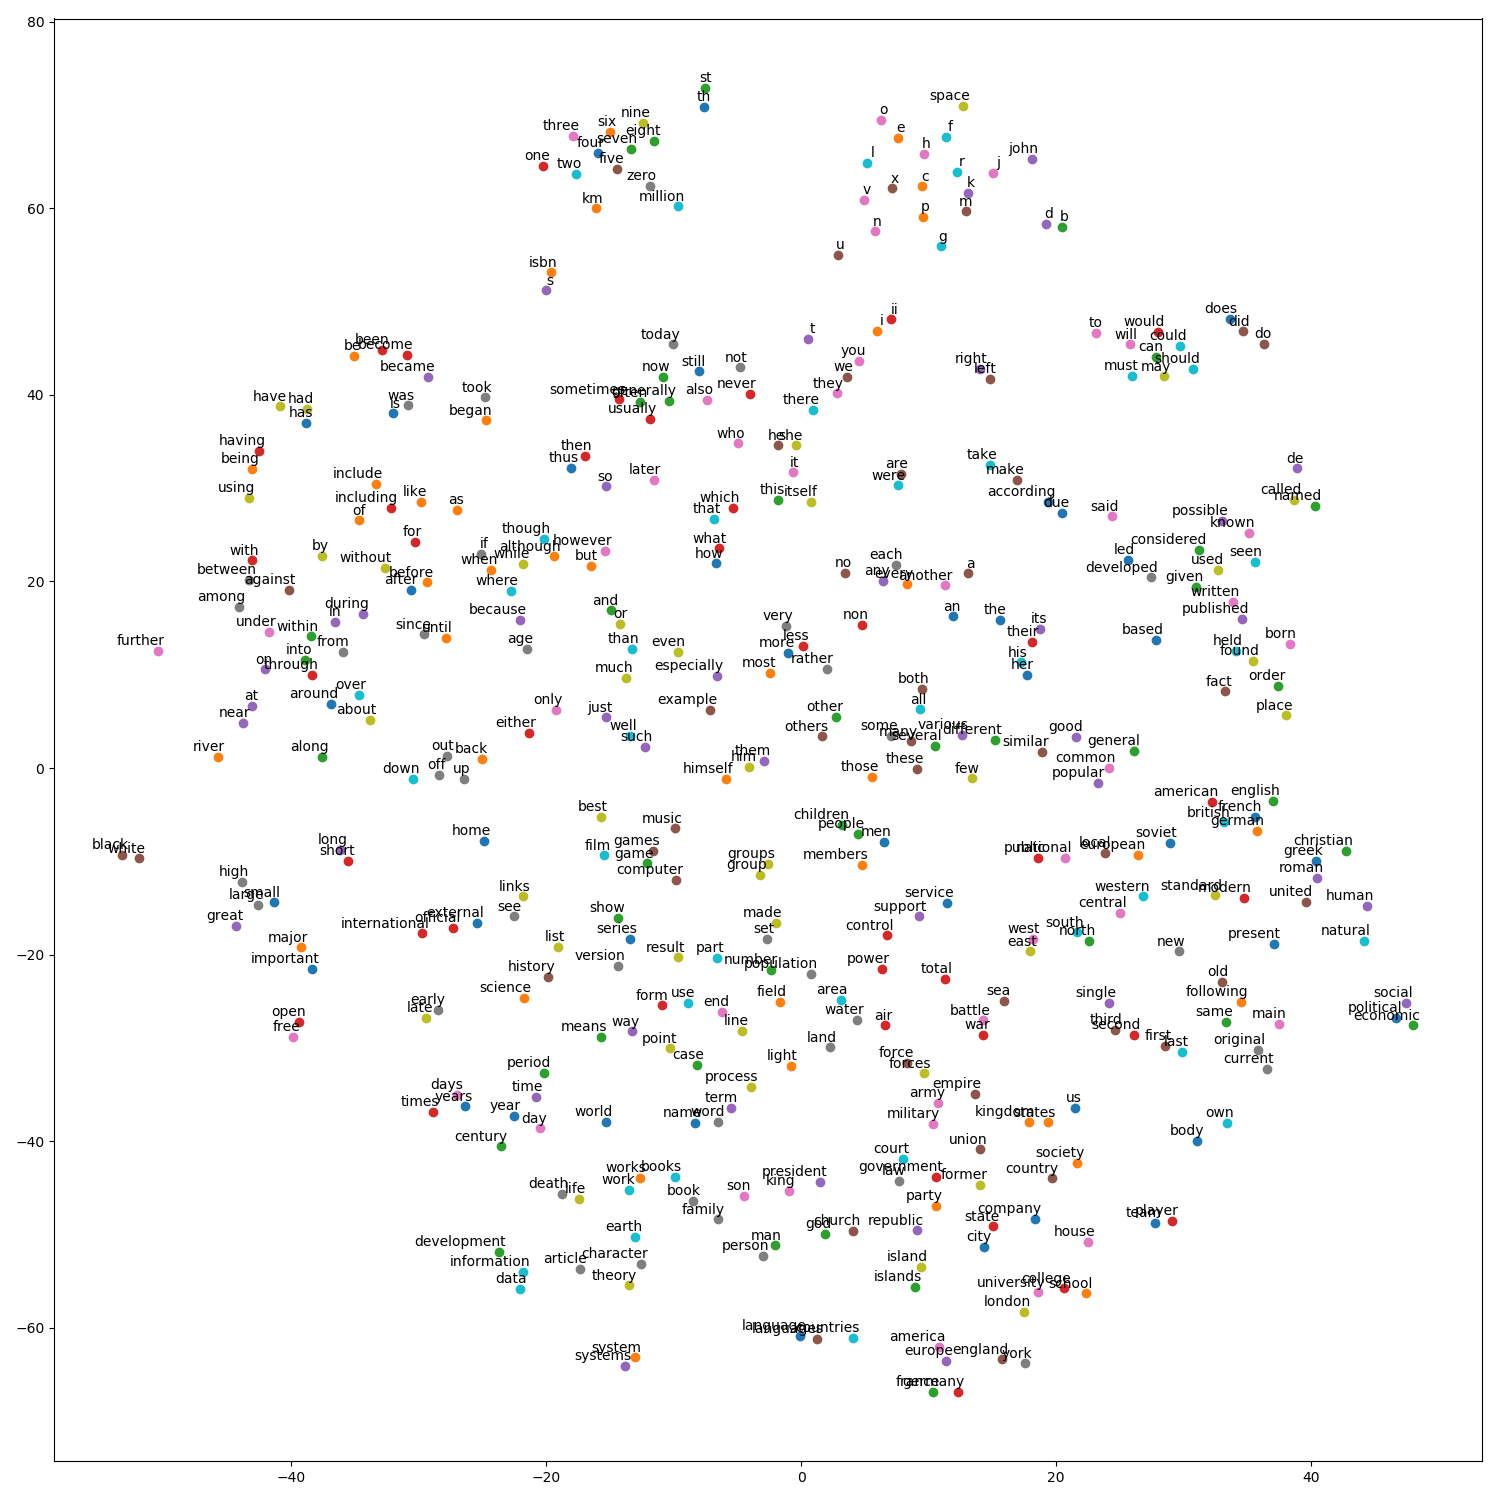 80
st
th
nine
six
three
eight
seven
four
one
five
two
zero
million
km
60
isbn
s
space
o
e
f
h
john
l
r
j
x
c
k
v
p
m
n
d
b
g
u
ii
i
t
today
been
be
become
became
not
you
we
to
would
does
did
do
will
could
can
right
left
must
may
should
now
still
40
have
had
has
was
is
took
began
sometimes
often
generally
usually
also
never
they
there
having
being
using
then
thus
who
he
she
it
later
so
this
itself
include
including
like
as
of
are
were
take
make
according
due
said
de
called
named
possible
known
which
that
what
how
for
by
with
without
though
although
however
if
when
while
but
where
considered
seen
led
developed
used
given
20
between
against
before
after
no
each
any
every
another
a
among
during
in
under
within
since
until
because
and
or
very
non
an
the
its
their
written
published
further
from
into
on
through
age
than
even
more
less
most
rather
his
her
based
held
found
born
at
near
around
over
about
much
especially
only
just
example
both
all
other
others
fact
order
place
river
along
out
back
off
up
down
either
well
such
them
him
himself
some
many
several
various
different
these
those
few
similar
good
general
common
popular
0
best
music
children
people
men
members
american
english
french
british
german
black
white
long
short
home
film
games
game
computer
groups
group
public
national
local
european
soviet
christian
greek
roman
high
large
small
great
links
see
external
official
international
show
series
made
set
service
support
control
western
central
standard
modern
united
human
major
important
list
version
history
result
part
number
population
power
total
south
north
west
east
new
present
natural
−20
early
late
science
form
use
end
field
area
water
sea
air
battle
war
single
old
following
social
political
economic
open
free
means
way
point
line
land
third
second
first
last
same
main
original
current
period
case
process
light
force
forces
days
years
times
time
year
day
world
name
word
term
empire
army
military
kingdom
states
us
own
body
−40
century
court
government
law
union
former
society
country
death
life
works
work
books
book
son
president
king
family
party
earth
man
person
god
church
republic
state
company
city
house
team
player
development
information
data
article
character
theory
island
islands
university
college
school
london
−60
language
languages
countries
system
systems
america
europe
england
york
france
germany
−40
−20
0
20
40